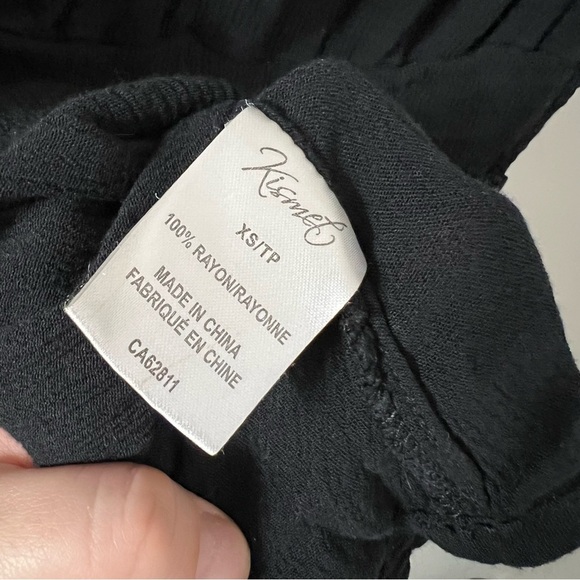 Kismet
XS/TP
100% RAYON/RAYONNE
MADE IN CHINA
FABRIQUÉ EN CHINE
CA62811